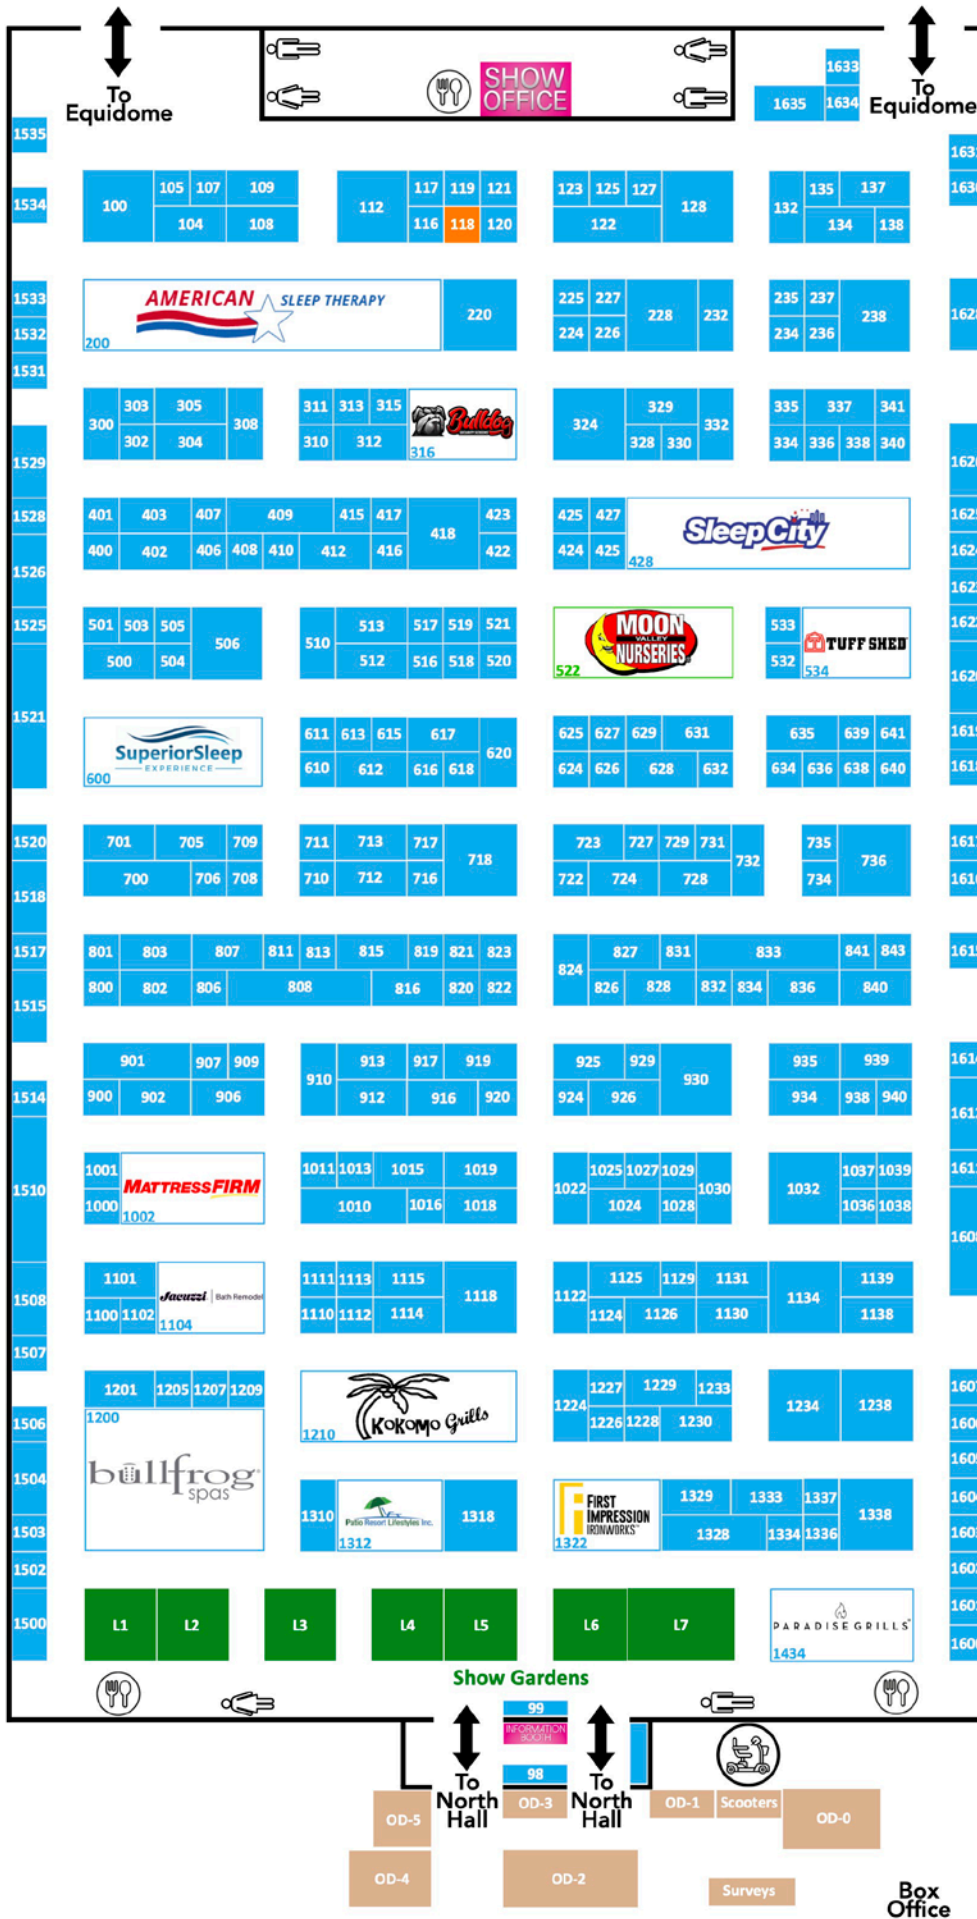 To
Equidome
SHOW
OFFICE
To
Equidome
1633
1635 1634
1535
1534
100 105 107 109
104 108
112 117 119 121
116 118 120
123 125 127 128
122
132 135 137
134 138
1533
1532
1531
AMERICAN SLEEP THERAPY
200
220
225 227 228 232
224 226
235 237 238
234 236
300 303 305 308
302 304
311 313 315
310 312
Bulldog
316
324 329 332
328 330
335 337 341
334 336 338 340
1529
1528
1526
401 403 407 409 415 417 418 423
400 402 406 408 410 412 416 422
425 427
424 425
SleepCity
428
1525
1521
501 503 505 506
500 504
510 513 517 519 521
512 516 518 520
MOON
VALLEY
NURSERIES
522
533
532
TUFF SHED
534
SuperiorSleep
EXPERIENCE
600
611 613 615 617 620
610 612 616 618
625 627 629 631
624 626 628 632
635 639 641
634 636 638 640
1520
1518
701 705 709
700 706 708
711 713 717 718
710 712 716
723 727 729 731 732
722 724 728
735 736
734
1517
1515
801 803 807 811 813 815 819 821 823
800 802 806 808 816 820 822
824 827 831 833 841 843
826 828 832 834 836 840
1514
1510
901 907 909
900 902 906
910 913 917 919
912 916 920
925 929 930
924 926
935 939
934 938 940
1001
1000
MATTRESSFIRM
1002
1011 1013 1015 1019
1010 1016 1018
1022 1025 1027 1029 1030
1024 1028
1032 1037 1039
1036 1038
1508
1507
1101
1100 1102
Jacuzzi Bath Remodel
1104
1111 1113 1115 1118
1110 1112 1114
1122 1125 1129 1131 1134 1139
1124 1126 1130 1138
1506
1504
1503
1502
1500
1201 1205 1207 1209
1200
bullfrog
spas
KOKOMO Grills
1210
1224 1227 1229 1233
1226 1228 1230
1234 1238
1310
Patio Resort Lifestyles Inc.
1312
1318
FIRST
IMPRESSION
IRONWORKS
1322
1329 1333 1337 1338
1328 1334 1336
L1 L2 L3 L4 L5 L6 L7
PARADISE GRILLS
1434
Show Gardens
99
INFORMATION
BOOTH
98
To
North
Hall
To
North
Hall
OD-5 OD-3 OD-1 Scooters OD-0
OD-4 OD-2 Surveys
Box
Office